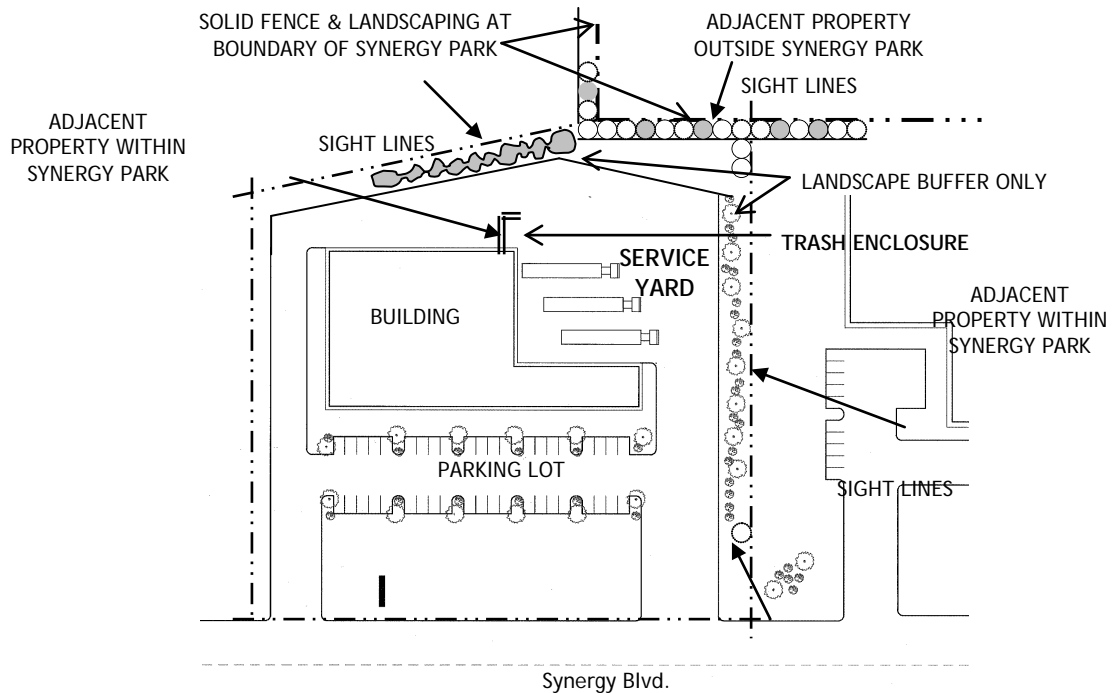 SOLID FENCE & LANDSCAPING AT
BOUNDARY OF SYNERGY PARK
ADJACENT PROPERTY
OUTSIDE SYNERGY PARK
SIGHT LINES
ADJACENT
PROPERTY WITHIN
SYNERGY PARK
SIGHT LINES
LANDSCAPE BUFFER ONLY
TRASH ENCLOSURE
SERVICE
YARD
BUILDING
ADJACENT
PROPERTY WITHIN
SYNERGY PARK
PARKING LOT
SIGHT LINES
Synergy Blvd.